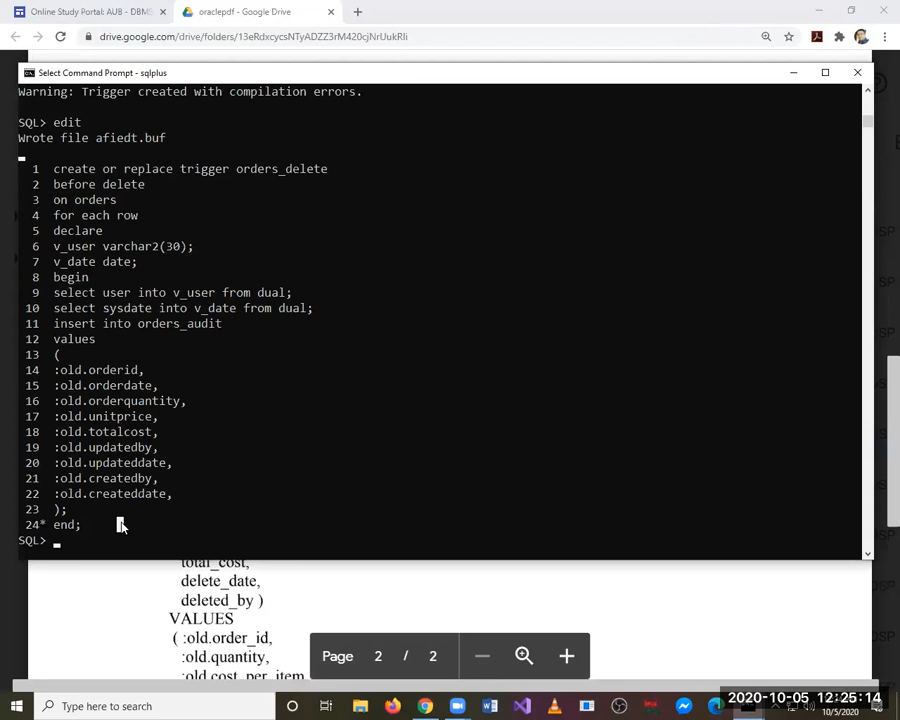 Online Study Portal: AUB - DBMS
oraclepdf - Google Drive
drive.google.com/drive/folders/13eRdxcycsNTyADZZ3rM420cjNrUukRli
Select Command Prompt - sqlplus
Warning: Trigger created with compilation errors.
SQL> edit
Wrote file afiedt.buf
1 create or replace trigger orders_delete
2 before delete
3 on orders
4 for each row
5 declare
6 v_user varchar2(30);
7 v_date date;
8 begin
9 select user into v_user from dual;
10 select sysdate into v_date from dual;
11 insert into orders_audit
12 values
13 (
14 :old.orderid,
15 :old.orderdate,
16 :old.orderquantity,
17 :old.unitprice,
18 :old.totalcost,
19 :old.updatedby,
20 :old.updateddate,
21 :old.createdby,
22 :old.createddate,
23 );
24* end;
SQL>
total_cost,
delete_date,
deleted_by )
VALUES
( :old.order_id,
:old.quantity,
:old.cost_per_item
Page 2 / 2
Type here to search
2020-10-05 12:25:14
10/5/2020